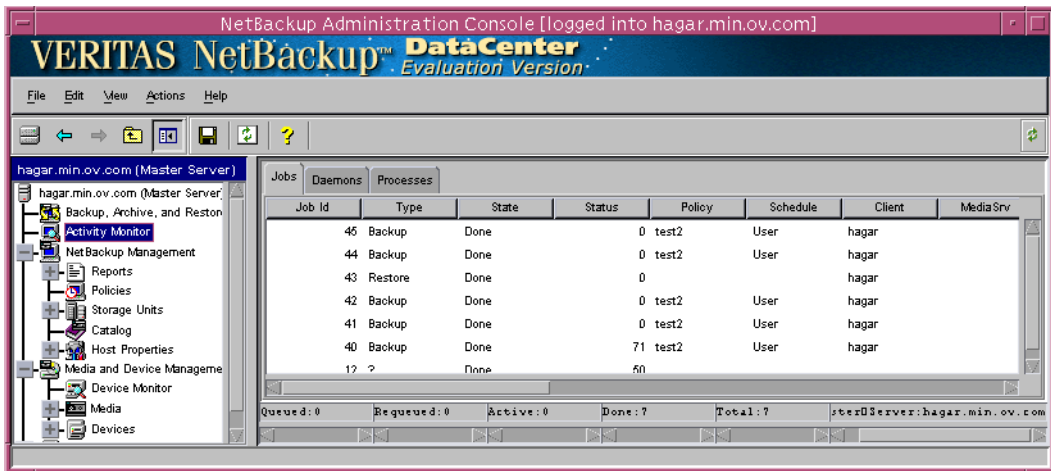 NetBackup Administration Console [logged into hagar.min.ov.com]
VERITAS NetBackup™ DataCenter
Evaluation Version
File Edit View Actions Help
hagar.min.ov.com (Master Server)
hagar.min.ov.com (Master Server
Backup, Archive, and Restor
Activity Monitor
NetBackup Management
Reports
Policies
Storage Units
Catalog
Host Properties
Media and Device Manageme
Device Monitor
Media
Devices
Jobs Daemons Processes
Job Id Type State Status Policy Schedule Client MediaSrv
45 Backup Done 0 test2 User hagar
44 Backup Done 0 test2 User hagar
43 Restore Done 0 hagar
42 Backup Done 0 test2 User hagar
41 Backup Done 0 test2 User hagar
40 Backup Done 71 test2 User hagar
12 ? Done 50
Queued:0 Requeued:0 Active:0 Done:7 Total:7 ster▯Server:hagar.min.ov.com